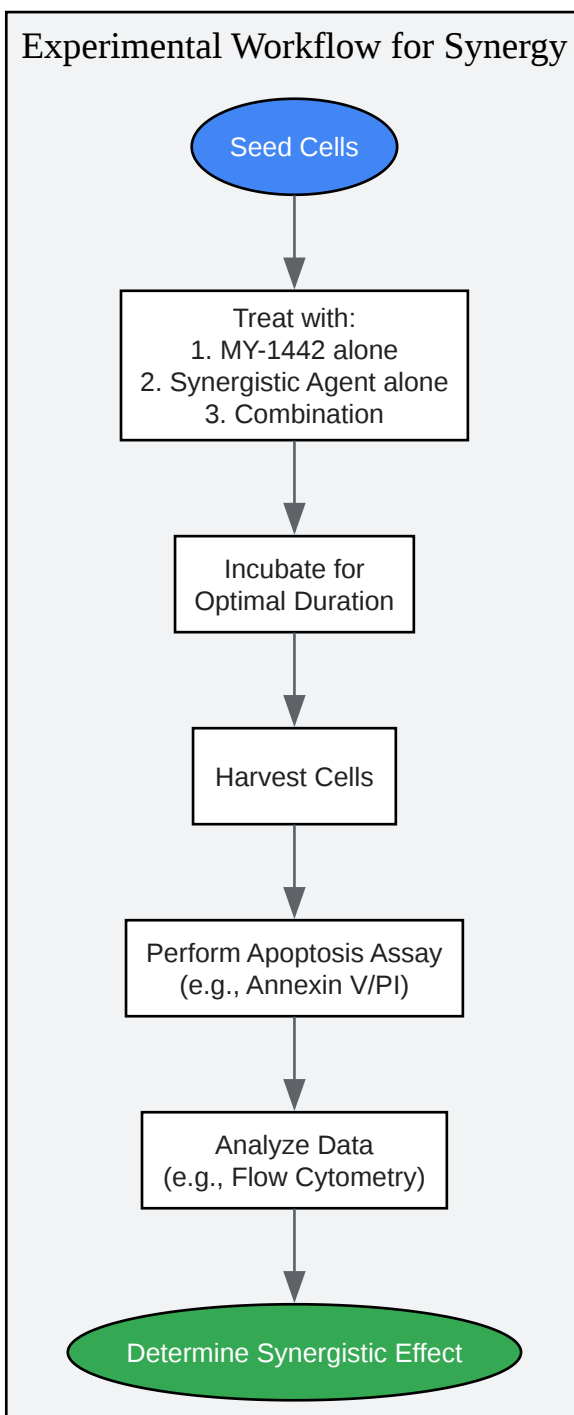 Experimental Workflow for Synergy
Seed Cells
Treat with:
1. MY-1442 alone
2. Synergistic Agent alone
3. Combination
Incubate for
Optimal Duration
Harvest Cells
Perform Apoptosis Assay
(e.g., Annexin V/PI)
Analyze Data
(e.g., Flow Cytometry)
Determine Synergistic Effect